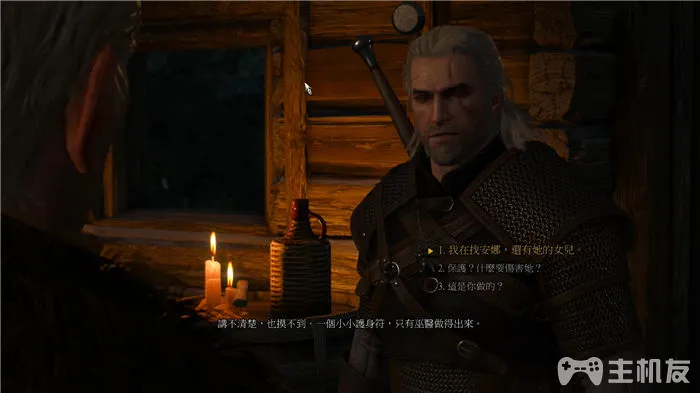 1. 我在找安娜，還有她的女兒。
2. 保護？什麼要傷害她？
3. 這是你做的？
講不清楚，也摸不到。一個小小護身符，只有巫醫做得出來。
主机友